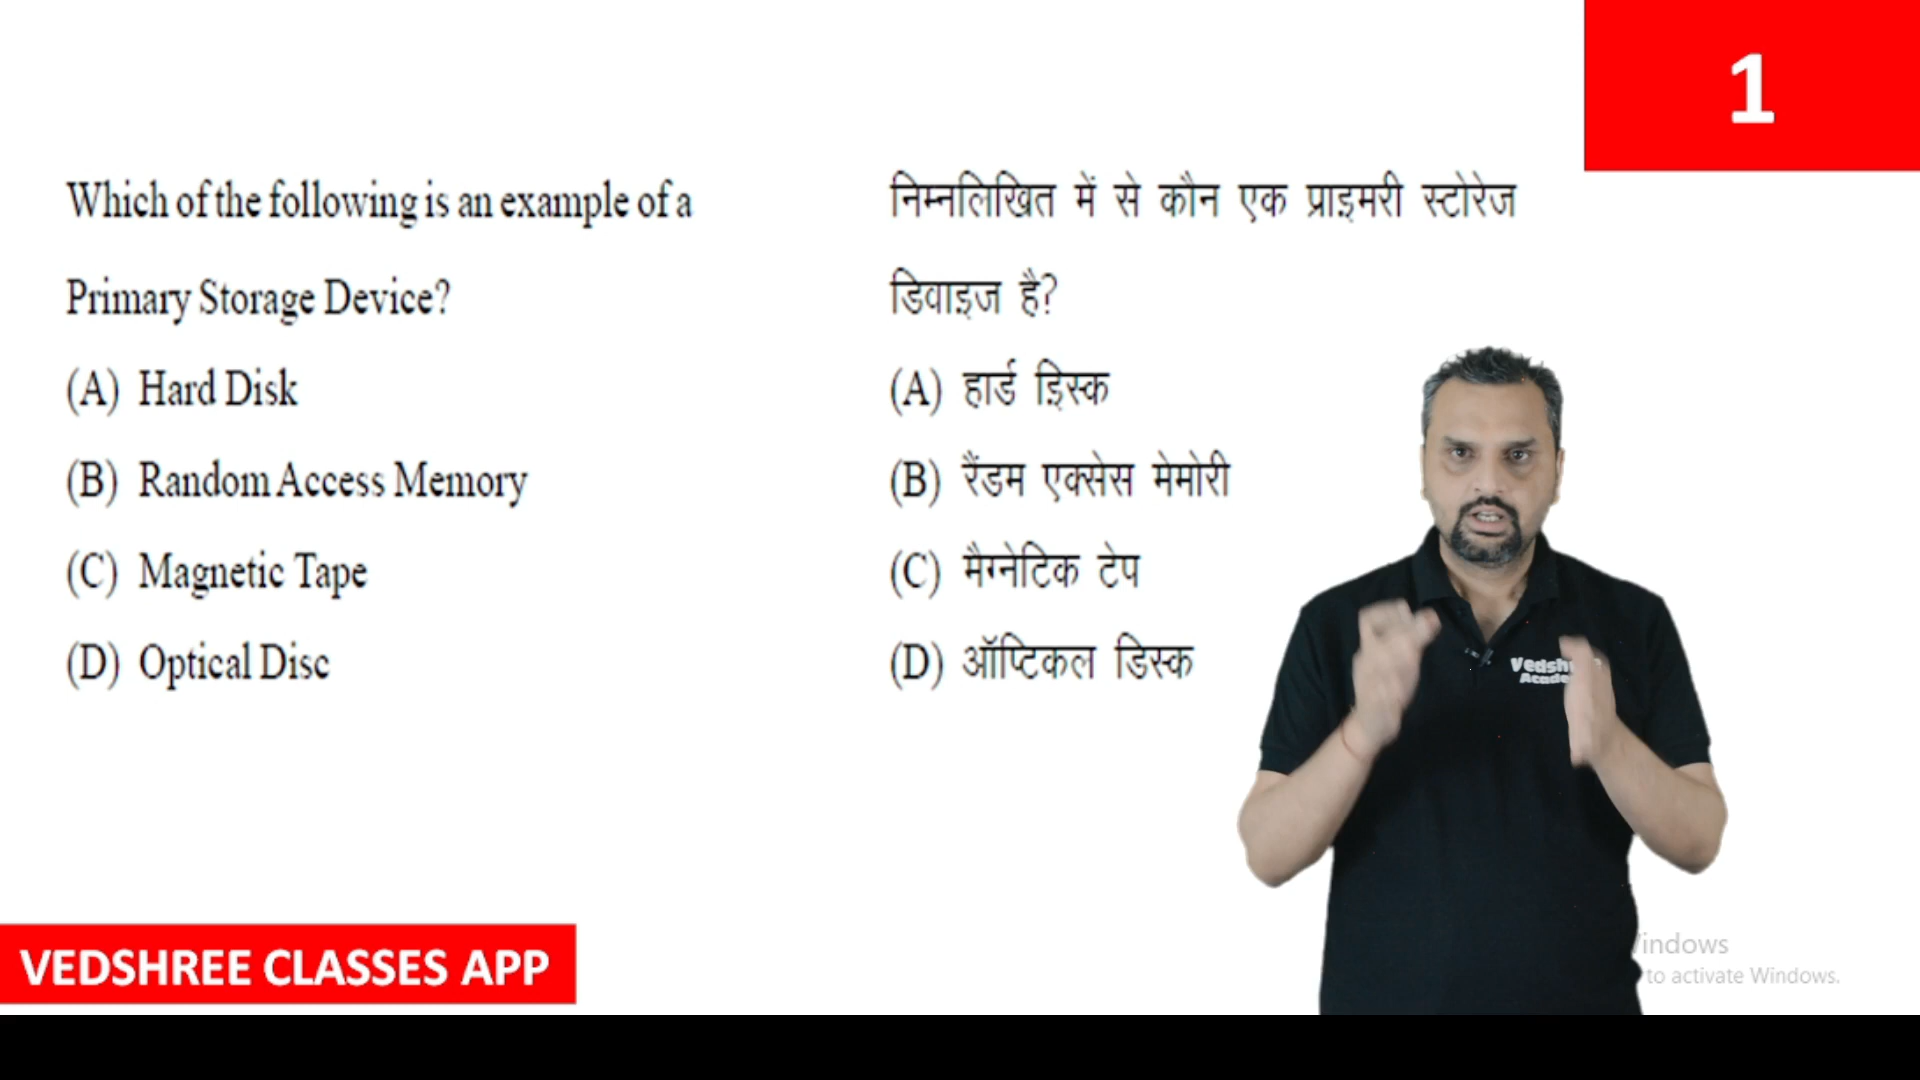 1
Which of the following is an example of a
Primary Storage Device?
(A) Hard Disk
(B) Random Access Memory
(C) Magnetic Tape
(D) Optical Disc
निम्नलिखित में से कौन एक प्राइमरी स्टोरेज
डिवाइज है?
(A) हार्ड डिस्क
(B) रैंडम एक्सेस मेमोरी
(C) मैग्नेटिक टेप
(D) ऑप्टिकल डिस्क
VEDSHREE CLASSES APP
to activate Windows.